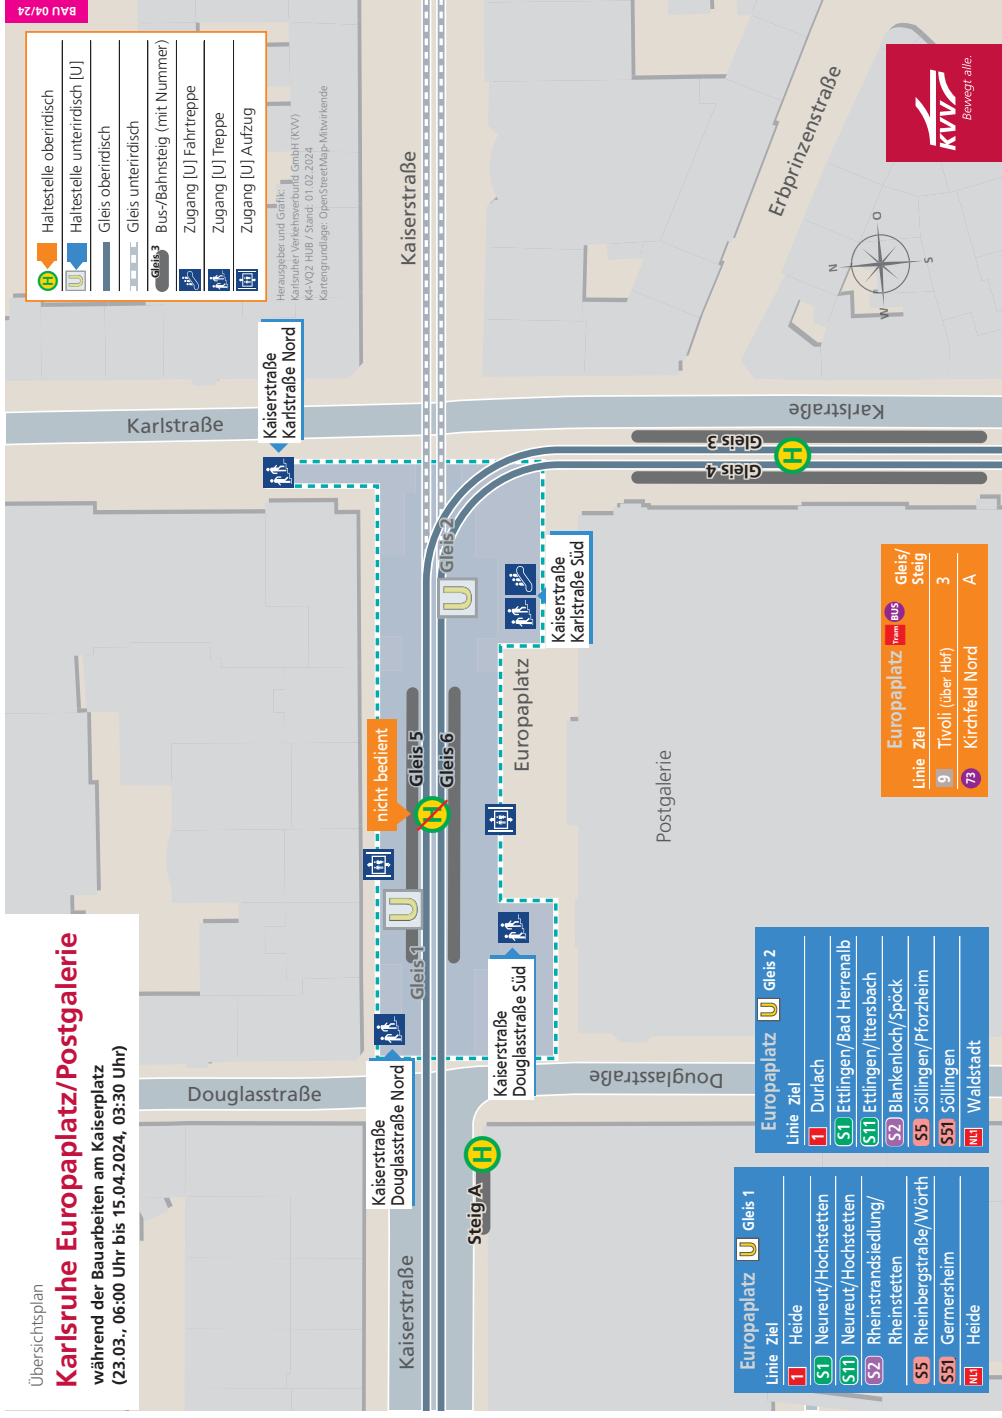 Übersichtsplan
Karlsruhe Europaplatz/Postgalerie
während der Bauarbeiten am Kaiserplatz
(23.03., 06:00 Uhr bis 15.04.2024, 03:30 Uhr)
BAU 04/24
H Haltestelle oberirdisch
U Haltestelle unterirdisch [U]
Gleis oberirdisch
Gleis unterirdisch
Gleis 3 Bus-/Bahnsteig (mit Nummer)
Zugang [U] Fahrtreppe
Zugang [U] Treppe
Zugang [U] Aufzug
Herausgeber und Grafik:
Karlsruher Verkehrsverbund GmbH (KVV)
K4-VQ2 HUB / Stand: 01.02.2024
Kartengrundlage: OpenStreetMap-Mitwirkende
Karlstraße
Kaiserstraße
Karlstraße Nord
Kaiserstraße
Erbprinzenstraße
KVV
Bewegt alle.
N
O
S
W
Karlstraße
Gleis 3
Gleis 4
H
Gleis 2
U
Kaiserstraße
Karlstraße Süd
nicht bedient
Gleis 5
Gleis 6
H
Europaplatz
Postgalerie
U
Gleis 1
Kaiserstraße
Douglasstraße Nord
Kaiserstraße
Douglasstraße Süd
Douglasstraße
Douglasstraße
H
Steig A
Kaiserstraße
Europaplatz U Gleis 1
Linie Ziel
1 Heide
S1 Neureut/Hochstetten
S11 Neureut/Hochstetten
S2 Rheinstrandsiedlung/
Rheinstetten
S5 Rheinbergstraße/Wörth
S51 Germersheim
NL1 Heide
Europaplatz U Gleis 2
Linie Ziel
1 Durlach
S1 Ettlingen/Bad Herrenalb
S11 Ettlingen/Ittersbach
S2 Blankenloch/Spöck
S5 Söllingen/Pforzheim
S51 Söllingen
NL1 Waldstadt
Europaplatz Tram BUS Gleis/
Linie Ziel Steig
9 Tivoli (über Hbf) 3
73 Kirchfeld Nord A